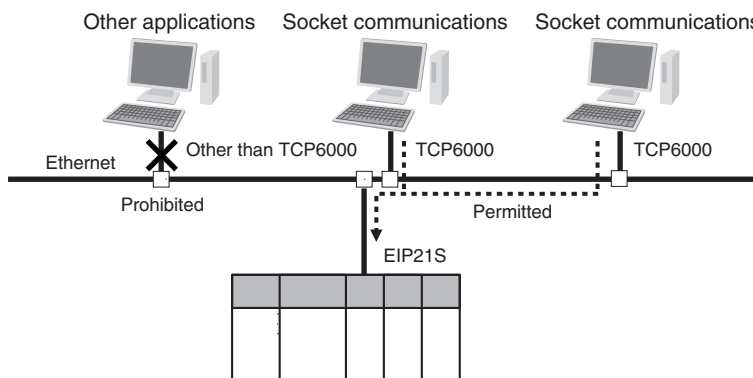 Other applications
Socket communications
Socket communications
Other than TCP6000
TCP6000
TCP6000
Ethernet
Prohibited
Permitted
EIP21S